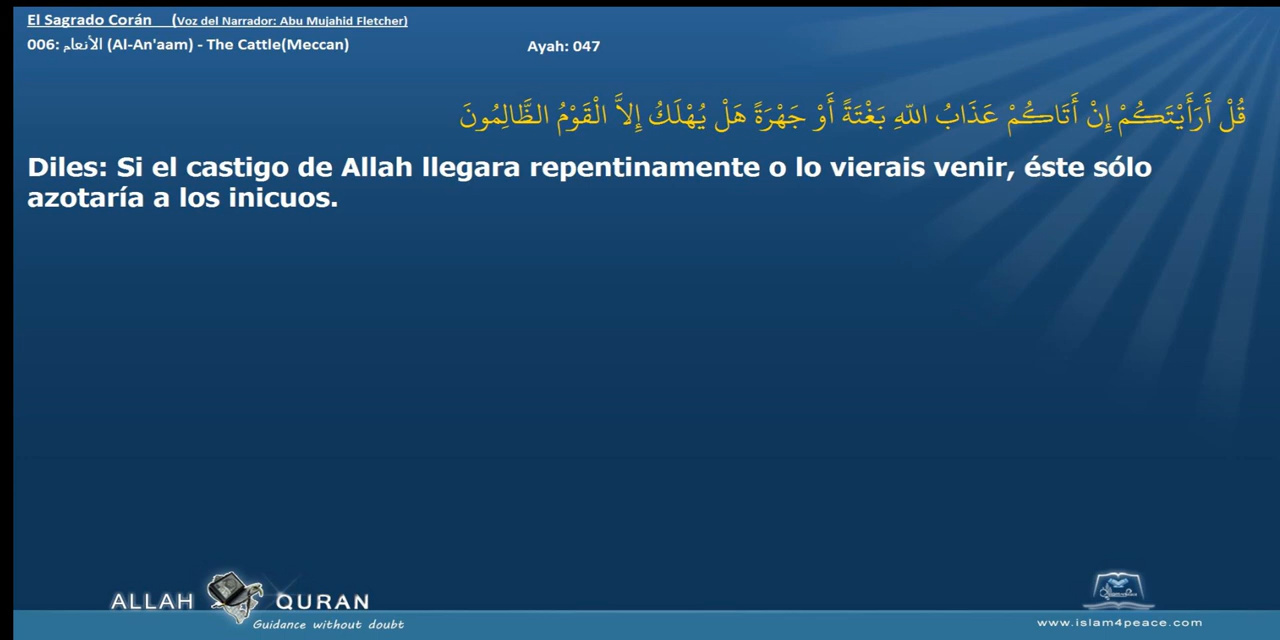 El Sagrado Corán (Voz del Narrador: Abu Mujahid Fletcher)
006: الأنعام (Al-An'aam) - The Cattle(Meccan) Ayah: 047
قُلْ أَرَأَيْتَكُمْ إِنْ أَتَاكُمْ عَذَابُ اللّهِ بَغْتَةً أَوْ جَهْرَةً هَلْ يُهْلَكُ إِلاَّ الْقَوْمُ الظَّالِمُونَ
Diles: Si el castigo de Allah llegara repentinamente o lo vierais venir, éste sólo
azotaría a los inicuos.
ALLAH QURAN
Guidance without doubt
www.islam4peace.com